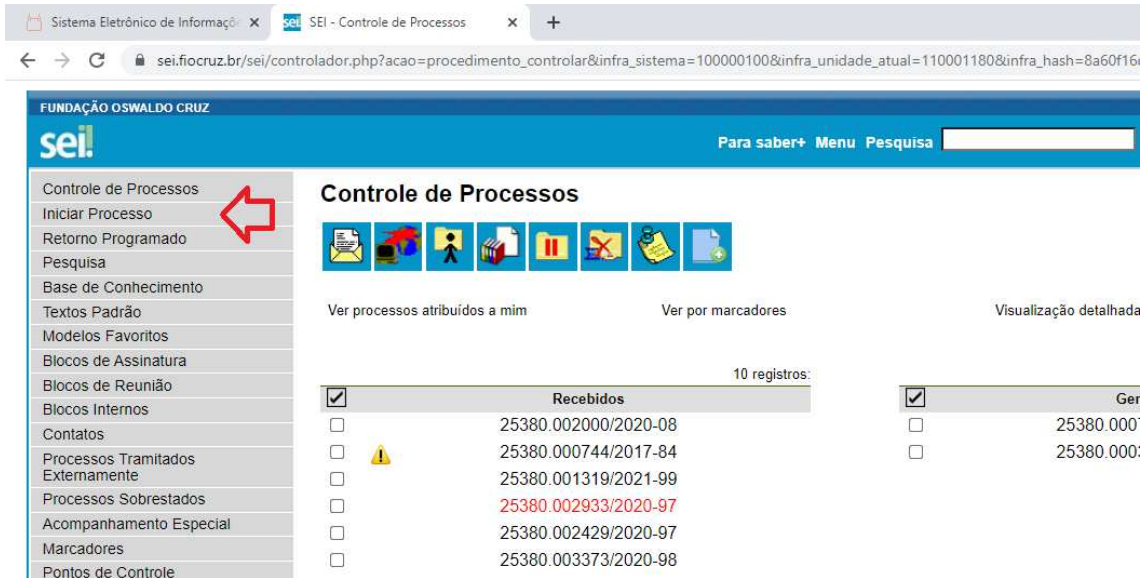 Sistema Eletrônico de Informaçõ
SEI - Controle de Processos
sei.fiocruz.br/sei/controlador.php?acao=procedimento_controlar&infra_sistema=100000100&infra_unidade_atual=110001180&infra_hash=8a60f16
FUNDAÇÃO OSWALDO CRUZ
sei!
Para saber+ Menu Pesquisa
Controle de Processos
Iniciar Processo
Retorno Programado
Pesquisa
Base de Conhecimento
Textos Padrão
Modelos Favoritos
Blocos de Assinatura
Blocos de Reunião
Blocos Internos
Contatos
Processos Tramitados
Externamente
Processos Sobrestados
Acompanhamento Especial
Marcadores
Pontos de Controle
Controle de Processos
Ver processos atribuídos a mim
Ver por marcadores
Visualização detalhada
10 registros:
Recebidos
25380.002000/2020-08
25380.000744/2017-84
25380.001319/2021-99
25380.002933/2020-97
25380.002429/2020-97
25380.003373/2020-98
Ger
25380.000
25380.000